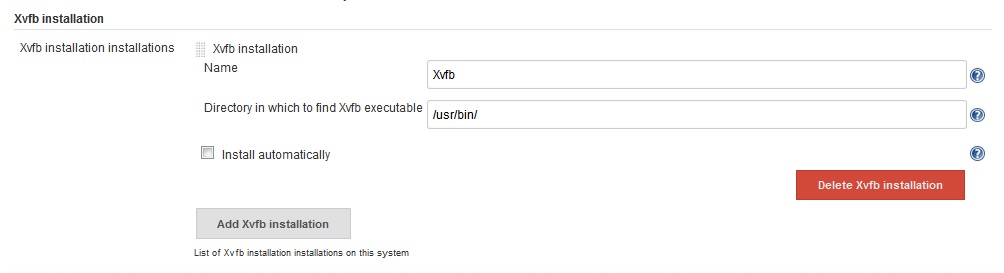 Xvfb installation
Xvfb installation installations
Xvfb installation
Name
Xvfb
Directory in which to find Xvfb executable
/usr/bin/
Install automatically
Delete Xvfb installation
Add Xvfb installation
List of Xvfb installation installations on this system